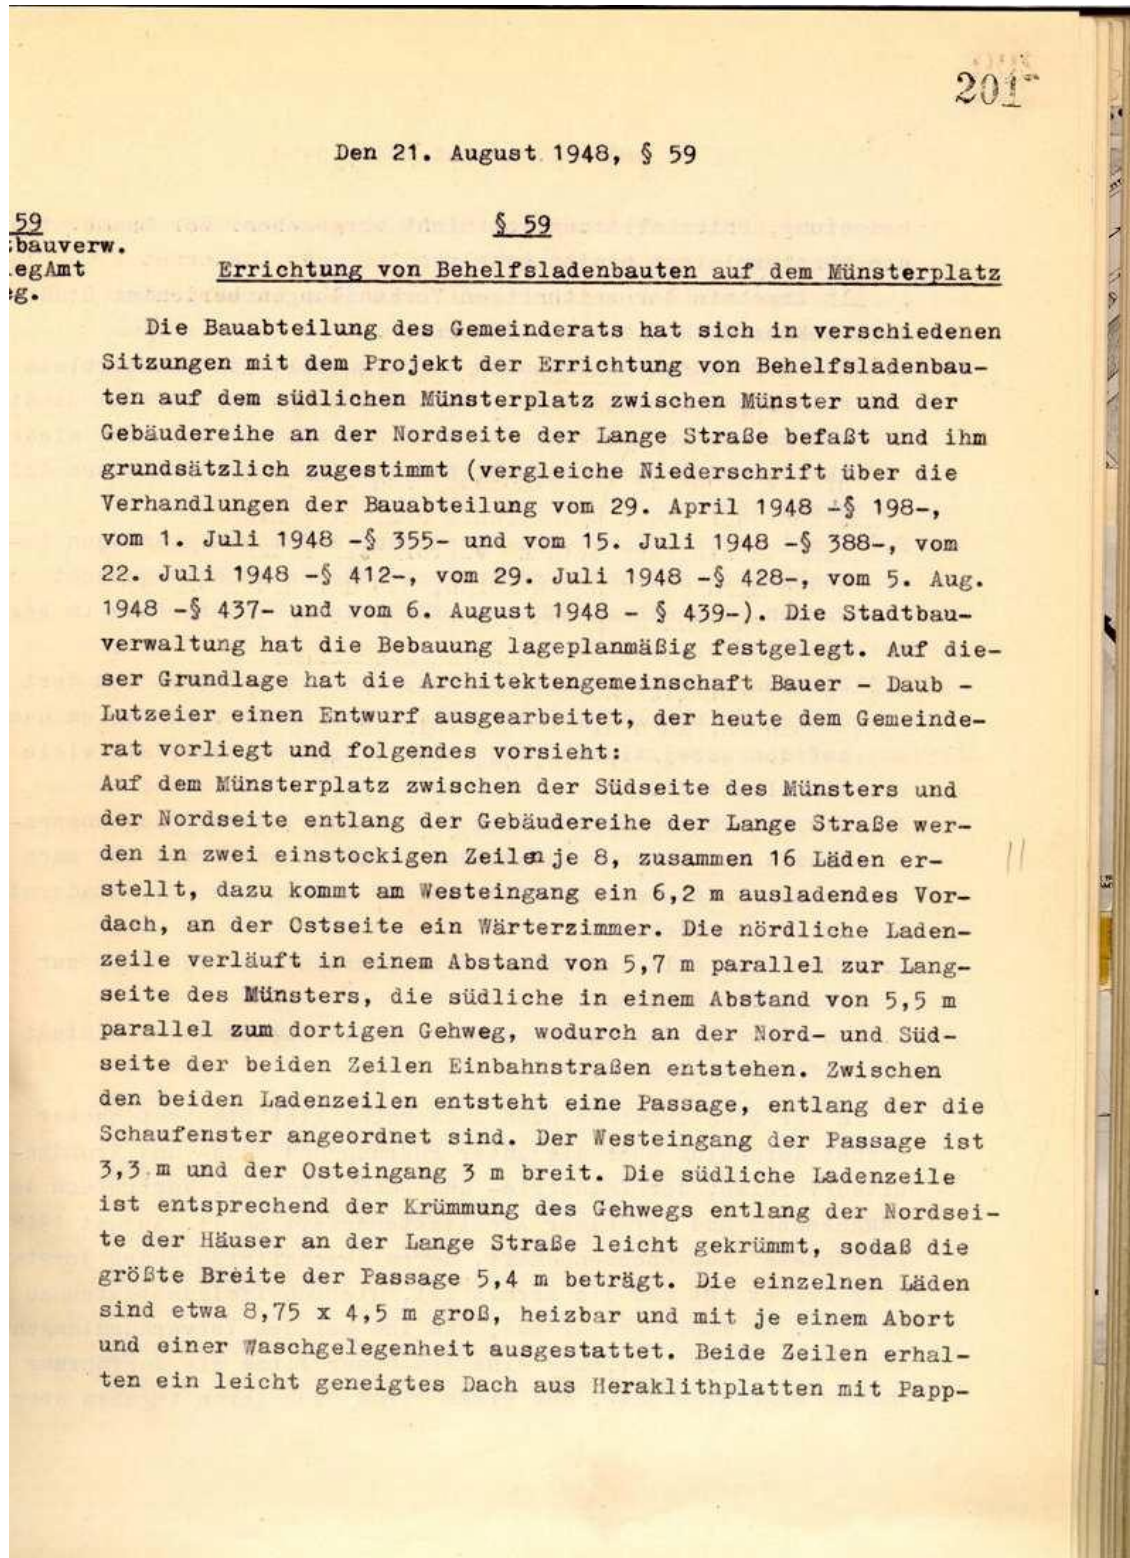 201
Den 21. August 1948, § 59
59
bauverw.
egAmt
g.
§ 59
Errichtung von Behelfsladenbauten auf dem Münsterplatz
Die Bauabteilung des Gemeinderats hat sich in verschiedenen
Sitzungen mit dem Projekt der Errichtung von Behelfsladenbau-
ten auf dem südlichen Münsterplatz zwischen Münster und der
Gebäudereihe an der Nordseite der Lange Straße befaßt und ihm
grundsätzlich zugestimmt (vergleiche Niederschrift über die
Verhandlungen der Bauabteilung vom 29. April 1948 -§ 198-,
vom 1. Juli 1948 -§ 355- und vom 15. Juli 1948 -§ 388-, vom
22. Juli 1948 -§ 412-, vom 29. Juli 1948 -§ 428-, vom 5. Aug.
1948 -§ 437- und vom 6. August 1948 - § 439-). Die Stadtbau-
verwaltung hat die Bebauung lageplanmäßig festgelegt. Auf die-
ser Grundlage hat die Architektengemeinschaft Bauer - Daub -
Lutzeier einen Entwurf ausgearbeitet, der heute dem Gemeinde-
rat vorliegt und folgendes vorsieht:
Auf dem Münsterplatz zwischen der Südseite des Münsters und
der Nordseite entlang der Gebäudereihe der Lange Straße wer-
den in zwei einstockigen Zeilen je 8, zusammen 16 Läden er-
stellt, dazu kommt am Westeingang ein 6,2 m ausladendes Vor-
dach, an der Ostseite ein Wärterzimmer. Die nördliche Laden-
zeile verläuft in einem Abstand von 5,7 m parallel zur Lang-
seite des Münsters, die südliche in einem Abstand von 5,5 m
parallel zum dortigen Gehweg, wodurch an der Nord- und Süd-
seite der beiden Zeilen Einbahnstraßen entstehen. Zwischen
den beiden Ladenzeilen entsteht eine Passage, entlang der die
Schaufenster angeordnet sind. Der Westeingang der Passage ist
3,3 m und der Osteingang 3 m breit. Die südliche Ladenzeile
ist entsprechend der Krümmung des Gehwegs entlang der Nordsei-
te der Häuser an der Lange Straße leicht gekrümmt, sodaß die
größte Breite der Passage 5,4 m beträgt. Die einzelnen Läden
sind etwa 8,75 x 4,5 m groß, heizbar und mit je einem Abort
und einer Waschgelegenheit ausgestattet. Beide Zeilen erhal-
ten ein leicht geneigtes Dach aus Heraklithplatten mit Papp-